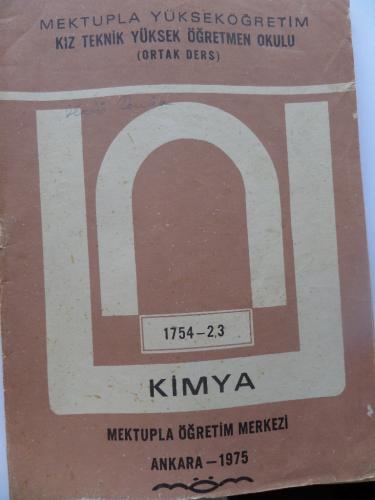 MEKTUPLA YÜKSEKÖĞRETİM
KIZ TEKNİK YÜKSEK ÖĞRETMEN OKULU
(ORTAK DERS)
1754-2,3
KİMYA
MEKTUPLA ÖĞRETİM MERKEZİ
ANKARA-1975